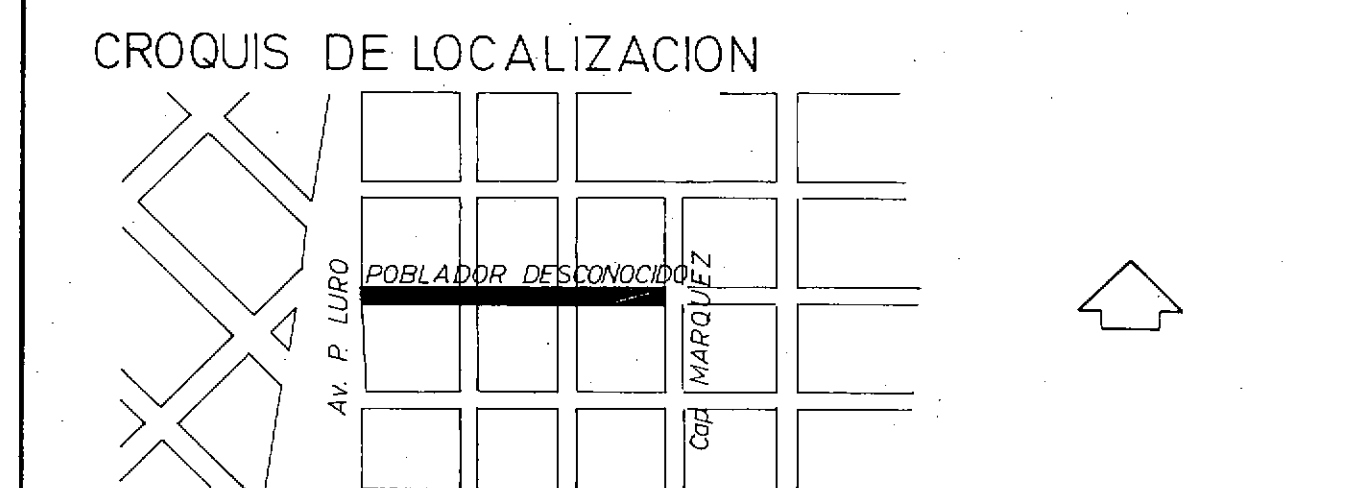 CROQUIS DE LOCALIZACION
POBLADOR DESCONOCIDO
Av. P. LURO
Cap MARQUEZ